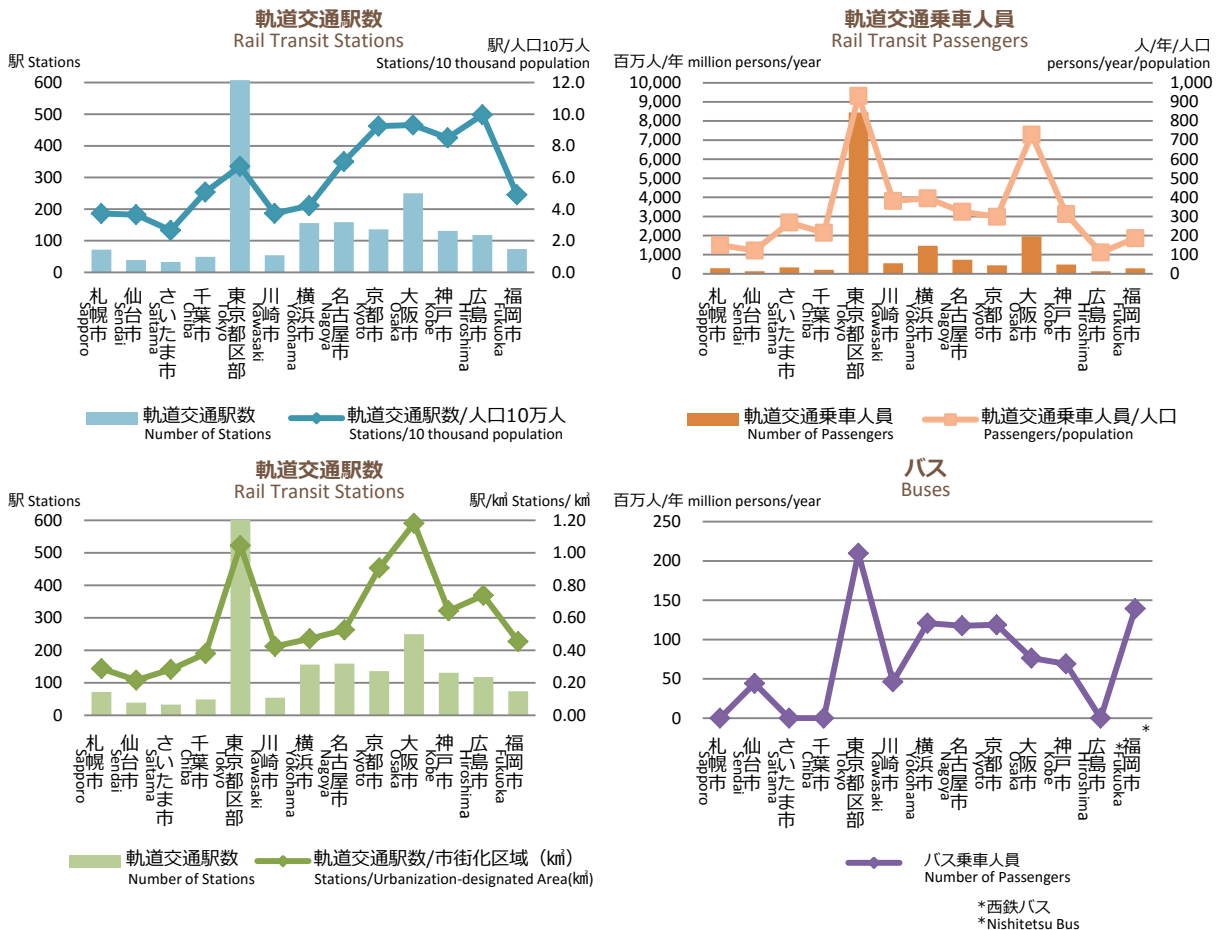 軌道交通駅数
Rail Transit Stations
駅 Stations
駅/人口10万人
Stations/10 thousand population
600
500
400
300
200
100
0
12.0
10.0
8.0
6.0
4.0
2.0
0.0
札幌市 Sapporo
仙台市 Sendai
さいたま市 Saitama
千葉市 Chiba
東京都区部 Tokyo
川崎市 Kawasaki
横浜市 Yokohama
名古屋市 Nagoya
京都市 Kyoto
大阪市 Osaka
神戸市 Kobe
広島市 Hiroshima
福岡市 Fukuoka
軌道交通駅数
Number of Stations
軌道交通駅数/人口10万人
Stations/10 thousand population
軌道交通乗車人員
Rail Transit Passengers
百万人/年 million persons/year
人/年/人口
persons/year/population
10,000
9,000
8,000
7,000
6,000
5,000
4,000
3,000
2,000
1,000
0
1,000
900
800
700
600
500
400
300
200
100
0
札幌市 Sapporo
仙台市 Sendai
さいたま市 Saitama
千葉市 Chiba
東京都区部 Tokyo
川崎市 Kawasaki
横浜市 Yokohama
名古屋市 Nagoya
京都市 Kyoto
大阪市 Osaka
神戸市 Kobe
広島市 Hiroshima
福岡市 Fukuoka
軌道交通乗車人員
Number of Passengers
軌道交通乗車人員/人口
Passengers/population
軌道交通駅数
Rail Transit Stations
駅 Stations
駅/㎢ Stations/ ㎢
600
500
400
300
200
100
0
1.20
1.00
0.80
0.60
0.40
0.20
0.00
札幌市 Sapporo
仙台市 Sendai
さいたま市 Saitama
千葉市 Chiba
東京都区部 Tokyo
川崎市 Kawasaki
横浜市 Yokohama
名古屋市 Nagoya
京都市 Kyoto
大阪市 Osaka
神戸市 Kobe
広島市 Hiroshima
福岡市 Fukuoka
軌道交通駅数
Number of Stations
軌道交通駅数/市街化区域（㎢）
Stations/Urbanization-designated Area(㎢)
バス
Buses
百万人/年 million persons/year
250
200
150
100
50
0
札幌市 Sapporo
仙台市 Sendai
さいたま市 Saitama
千葉市 Chiba
東京都区部 Tokyo
川崎市 Kawasaki
横浜市 Yokohama
名古屋市 Nagoya
京都市 Kyoto
大阪市 Osaka
神戸市 Kobe
広島市 Hiroshima
福岡市 *Fukuoka
*
バス乗車人員
Number of Passengers
*西鉄バス
*Nishitetsu Bus